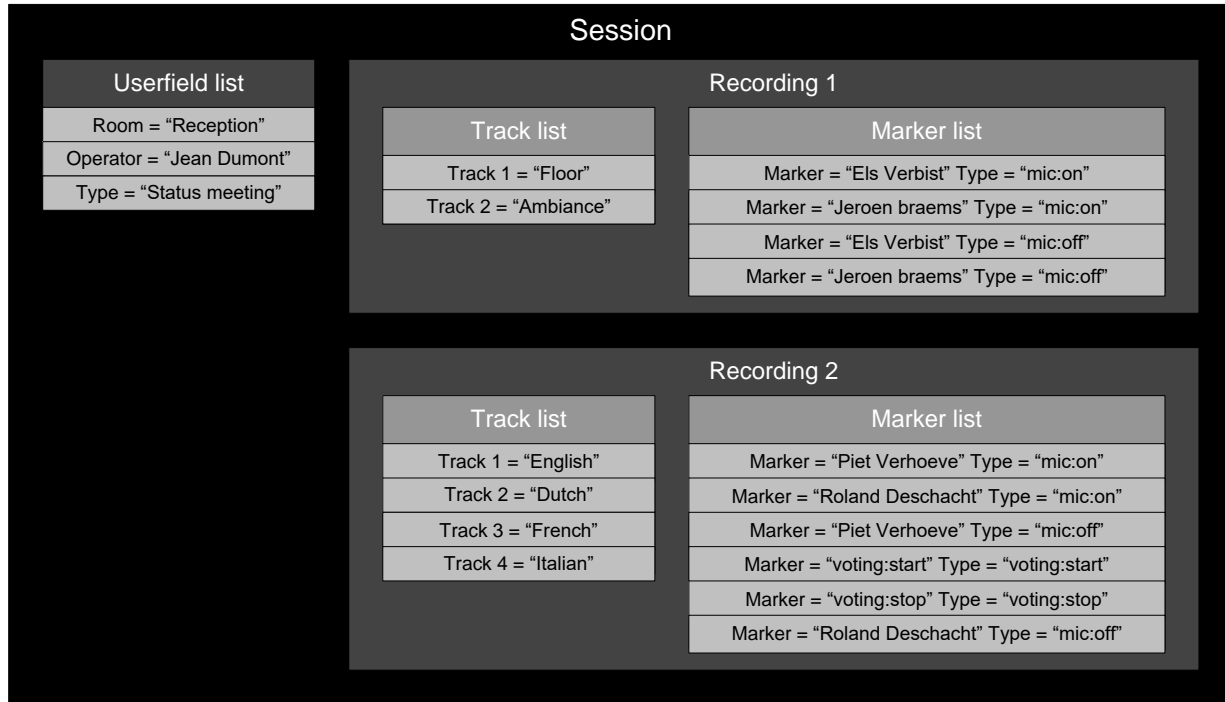 Session
Userfield list
Room = “Reception”
Operator = “Jean Dumont”
Type = “Status meeting”
Recording 1
Track list
Track 1 = “Floor”
Track 2 = “Ambiance”
Marker list
Marker = “Els Verbist” Type = “mic:on”
Marker = “Jeroen braems” Type = “mic:on”
Marker = “Els Verbist” Type = “mic:off”
Marker = “Jeroen braems” Type = “mic:off”
Recording 2
Track list
Track 1 = “English”
Track 2 = “Dutch”
Track 3 = “French”
Track 4 = “Italian”
Marker list
Marker = “Piet Verhoeve” Type = “mic:on”
Marker = “Roland Deschacht” Type = “mic:on”
Marker = “Piet Verhoeve” Type = “mic:off”
Marker = “voting:start” Type = “voting:start”
Marker = “voting:stop” Type = “voting:stop”
Marker = “Roland Deschacht” Type = “mic:off”